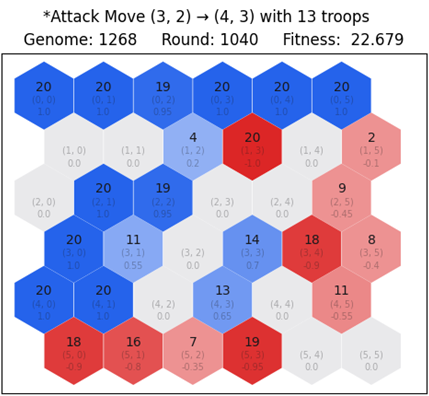 *Attack Move (3, 2) → (4, 3) with 13 troops
Genome: 1268 Round: 1040 Fitness: 22.679
20 20 19 20 20 20
(0, 0) (0, 1) (0, 2) (0, 3) (0, 4) (0, 5)
1.0 1.0 0.95 1.0 1.0 1.0
4 20 2
(1, 0) (1, 1) (1, 2) (1, 3) (1, 4) (1, 5)
0.0 0.0 0.2 -1.0 0.0 -0.1
20 19 9
(2, 0) (2, 1) (2, 2) (2, 3) (2, 4) (2, 5)
0.0 1.0 0.95 0.0 0.0 -0.45
20 11 14 18 8
(3, 0) (3, 1) (3, 2) (3, 3) (3, 4) (3, 5)
1.0 0.55 0.0 0.7 -0.9 -0.4
20 20 13 11
(4, 0) (4, 1) (4, 2) (4, 3) (4, 4) (4, 5)
1.0 1.0 0.0 0.65 0.0 -0.55
18 16 7 19
(5, 0) (5, 1) (5, 2) (5, 3) (5, 4) (5, 5)
-0.9 -0.8 -0.35 -0.95 0.0 0.0